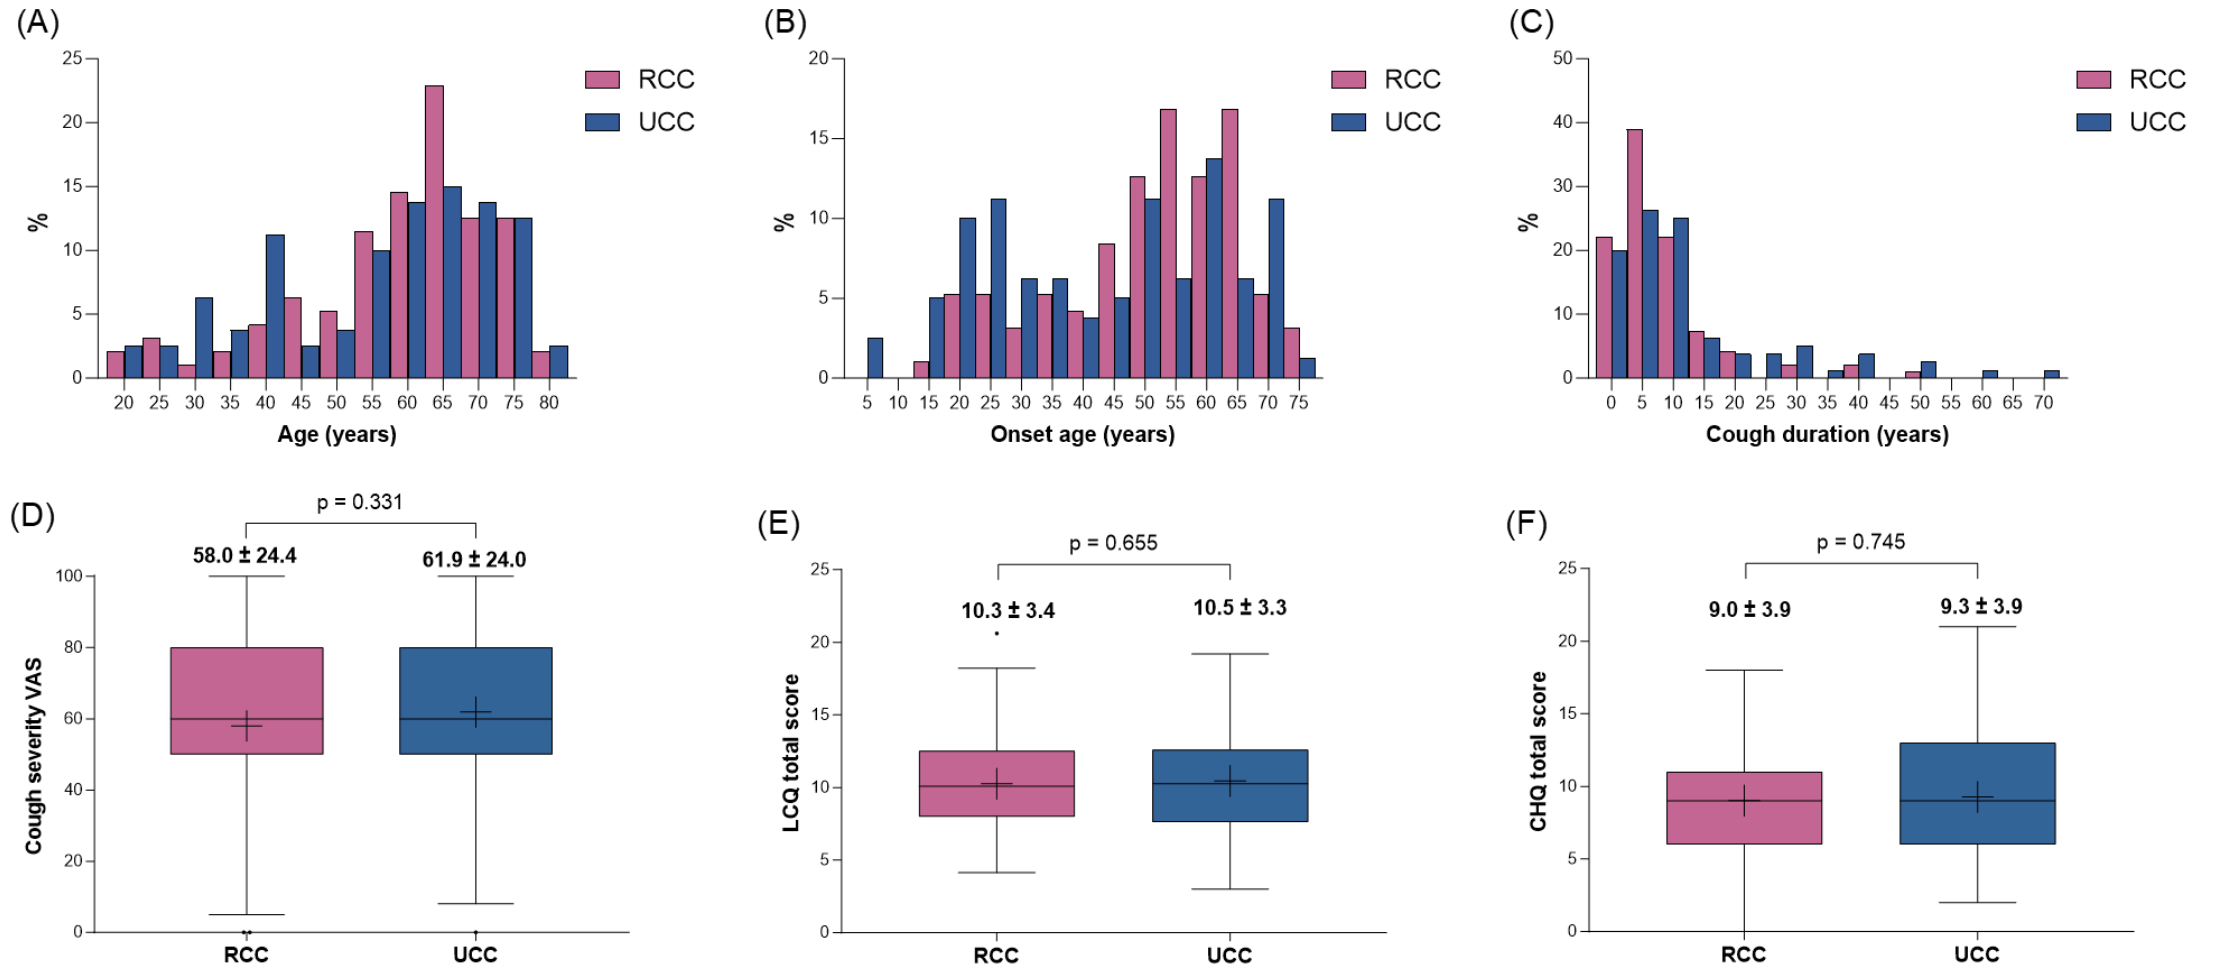 (A)
25
20
15
10
5
0
%
20 25 30 35 40 45 50 55 60 65 70 75 80
Age (years)
RCC
UCC
(B)
20
15
10
5
0
%
5 10 15 20 25 30 35 40 45 50 55 60 65 70 75
Onset age (years)
RCC
UCC
(C)
50
40
30
20
10
0
%
0 5 10 15 20 25 30 35 40 45 50 55 60 65 70
Cough duration (years)
RCC
UCC
(D)
p = 0.331
58.0 ± 24.4
61.9 ± 24.0
100
80
60
40
20
0
Cough severity VAS
RCC UCC
(E)
p = 0.655
10.3 ± 3.4
10.5 ± 3.3
25
20
15
10
5
0
LCQ total score
RCC UCC
(F)
p = 0.745
9.0 ± 3.9
9.3 ± 3.9
25
20
15
10
5
0
CHQ total score
RCC UCC